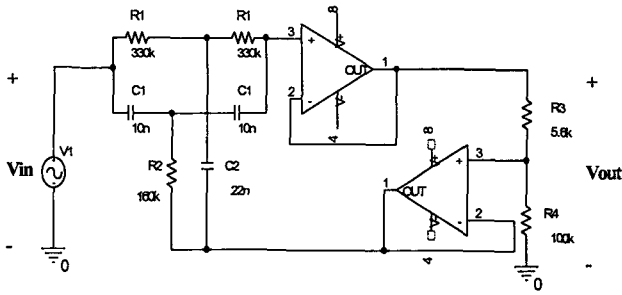 R1
R1
330k
330k
3
+
8
V+
OUT
1
2
-
V-
4
C1
C1
10n
10n
+
Vin
-
V1
0
R2
160k
C2
22n
R3
5.6k
R4
100k
0
8
V+
3
+
1
OUT
2
-
V-
4
+
Vout
-